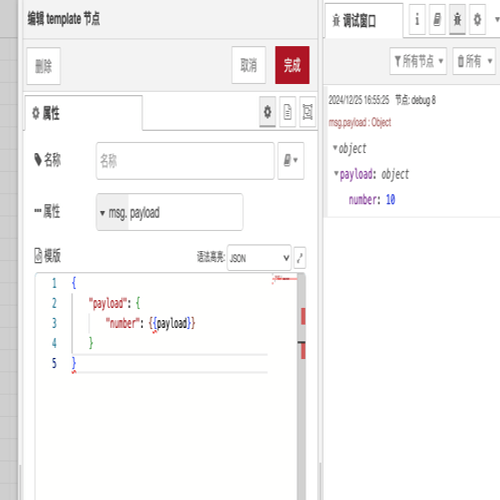 编辑 template 节点
删除
取消
完成
属性
名称
名称
属性
msg. payload
模版
语法高亮: JSON
1 {
2 "payload": {
3 "number": {{payload}}
4 }
5 }
调试窗口
所有节点
所有
2024/12/25 16:55:25 节点: debug 8
msg.payload : Object
object
payload: object
number: 10